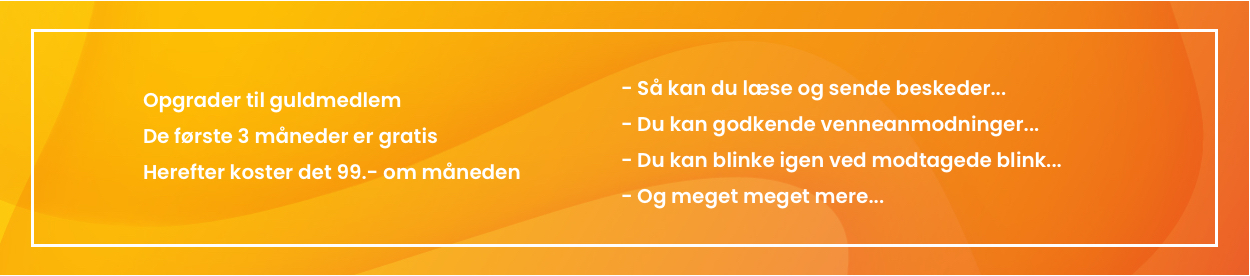 Opgrader til guldmedlem
De første 3 måneder er gratis
Herefter koster det 99.- om måneden
- Så kan du læse og sende beskeder...
- Du kan godkende venneanmodninger...
- Du kan blinke igen ved modtagede blink...
- Og meget meget mere...